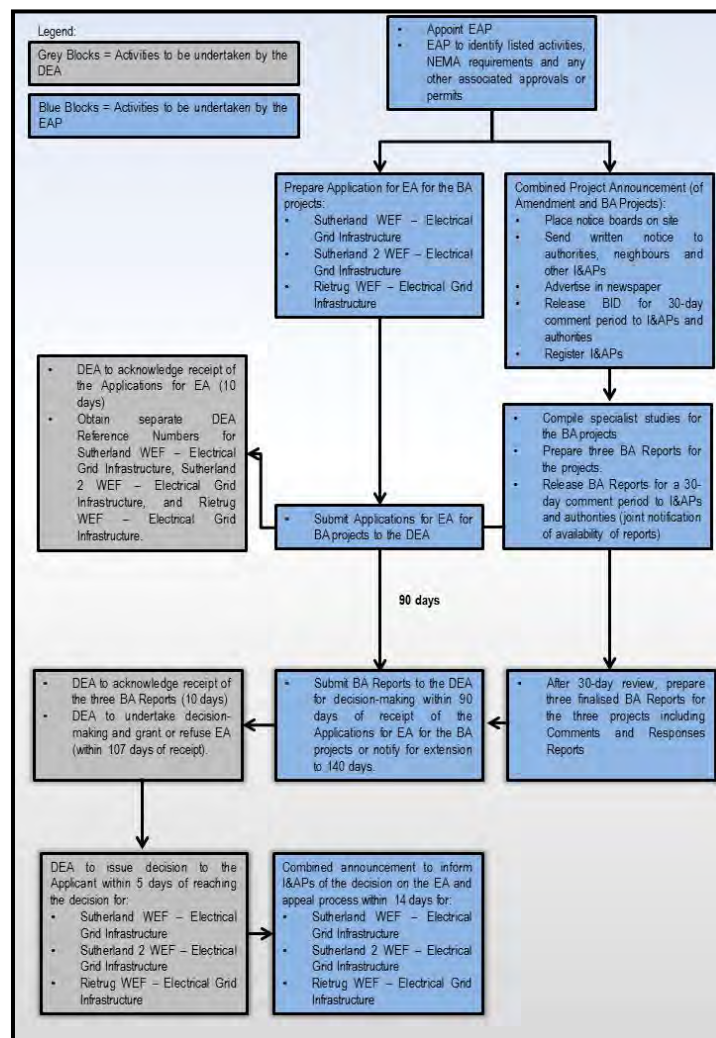 Legend:
Grey Blocks = Activities to be undertaken by the
DEA
Blue Blocks = Activities to be undertaken by the
EAP
• Appoint EAP
• EAP to identify listed activities,
NEMA requirements and any
other associated approvals or
permits
Prepare Application for EA for the BA
projects:
• Sutherland WEF – Electrical
Grid Infrastructure
• Sutherland 2 WEF – Electrical
Grid Infrastructure
• Rietrug WEF – Electrical Grid
Infrastructure
Combined Project Announcement (of
Amendment and BA Projects):
• Place notice boards on site
• Send written notice to
authorities, neighbours and
other I&APs
• Advertise in newspaper
• Release BID for 30-day
comment period to I&APs and
authorities
• Register I&APs
• DEA to acknowledge receipt of
the Applications for EA (10
days)
• Obtain separate DEA
Reference Numbers for
Sutherland WEF – Electrical
Grid Infrastructure, Sutherland
2 WEF – Electrical Grid
Infrastructure, and Rietrug
WEF – Electrical Grid
Infrastructure.
• Submit Applications for EA for
BA projects to the DEA
• Compile specialist studies for
the BA projects
• Prepare three BA Reports for
the projects.
• Release BA Reports for a 30-
day comment period to I&APs
and authorities (joint notification
of availability of reports)
90 days
• DEA to acknowledge receipt of
the three BA Reports (10 days)
• DEA to undertake decision-
making and grant or refuse EA
(within 107 days of receipt).
• Submit BA Reports to the DEA
for decision-making within 90
days of receipt of the
Applications for EA for the BA
projects or notify for extension
to 140 days.
• After 30-day review, prepare
three finalised BA Reports for
the three projects including
Comments and Responses
Reports
DEA to issue decision to the
Applicant within 5 days of reaching
the decision for:
• Sutherland WEF – Electrical
Grid Infrastructure
• Sutherland 2 WEF – Electrical
Grid Infrastructure
• Rietrug WEF – Electrical Grid
Infrastructure
Combined announcement to inform
I&APs of the decision on the EA and
appeal process within 14 days for:
• Sutherland WEF – Electrical
Grid Infrastructure
• Sutherland 2 WEF – Electrical
Grid Infrastructure
• Rietrug WEF – Electrical Grid
Infrastructure